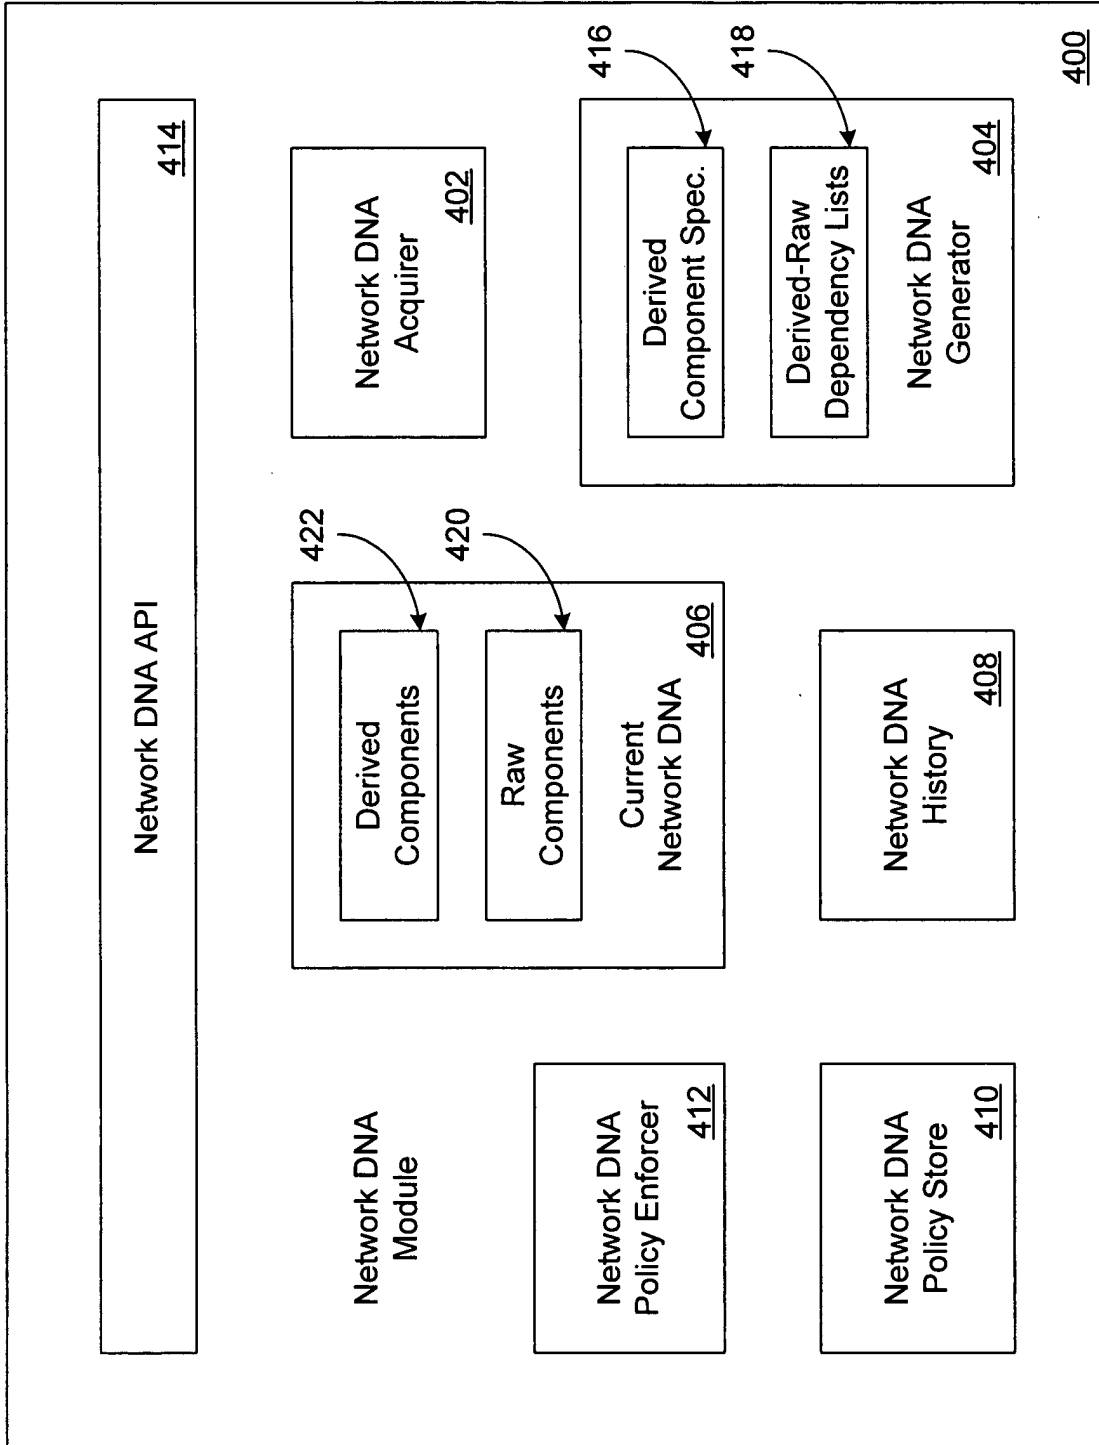 Network DNA API
414
Network DNA
Module
Network DNA
Policy Enforcer
412
Network DNA
Policy Store
410
422
Derived
Components
420
Raw
Components
Current
Network DNA
406
Network DNA
History
408
Network DNA
Acquirer
402
416
Derived
Component Spec.
418
Derived-Raw
Dependency Lists
Network DNA
Generator
404
400